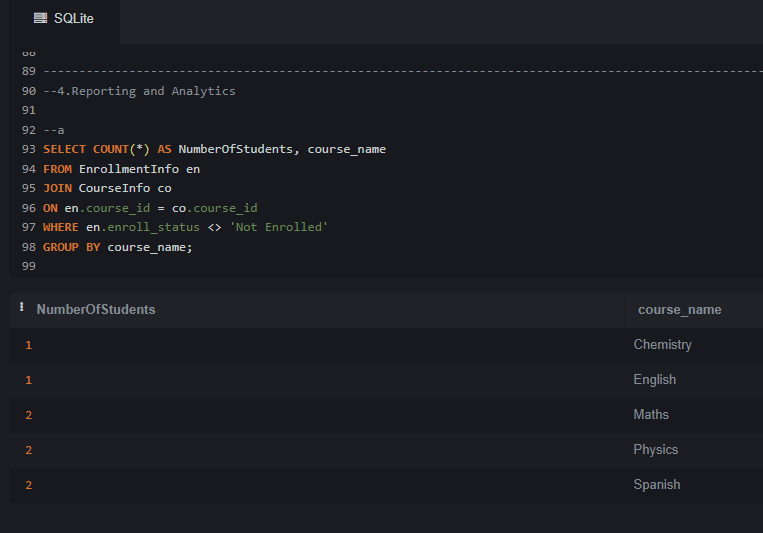 SQLite
88
89 ----------------------------------------------------------------------------------------------------
90 --4.Reporting and Analytics
91
92 --a
93 SELECT COUNT(*) AS NumberOfStudents, course_name
94 FROM EnrollmentInfo en
95 JOIN CourseInfo co
96 ON en.course_id = co.course_id
97 WHERE en.enroll_status <> 'Not Enrolled'
98 GROUP BY course_name;
99
NumberOfStudents course_name
1 Chemistry
1 English
2 Maths
2 Physics
2 Spanish